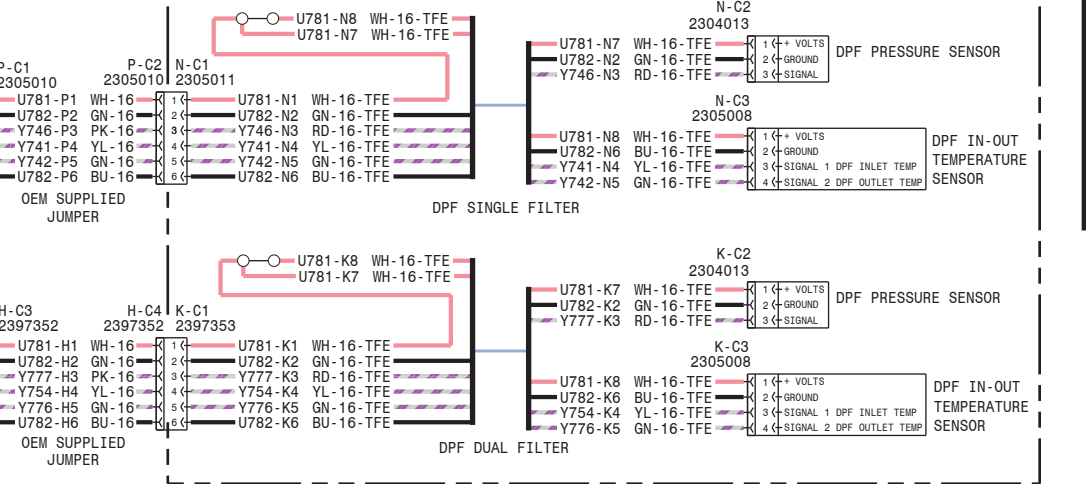 U781-N8 WH-16-TFE
U781-N7 WH-16-TFE
P-C1
2305010
P-C2
2305010
N-C1
2305011
U781-P1 WH-16 1 U781-N1 WH-16-TFE
U782-P2 GN-16 2 U782-N2 GN-16-TFE
Y746-P3 PK-16 3 Y746-N3 RD-16-TFE
Y741-P4 YL-16 4 Y741-N4 YL-16-TFE
Y742-P5 GN-16 5 Y742-N5 GN-16-TFE
U782-P6 BU-16 6 U782-N6 BU-16-TFE
OEM SUPPLIED
JUMPER
DPF SINGLE FILTER
N-C2
2304013
U781-N7 WH-16-TFE 1 + VOLTS
U782-N2 GN-16-TFE 2 GROUND
Y746-N3 RD-16-TFE 3 SIGNAL
DPF PRESSURE SENSOR
N-C3
2305008
U781-N8 WH-16-TFE 1 + VOLTS
U782-N6 BU-16-TFE 2 GROUND
Y741-N4 YL-16-TFE 3 SIGNAL 1 DPF INLET TEMP
Y742-N5 GN-16-TFE 4 SIGNAL 2 DPF OUTLET TEMP
DPF IN-OUT
TEMPERATURE
SENSOR
U781-K8 WH-16-TFE
U781-K7 WH-16-TFE
H-C3
2397352
H-C4
2397352
K-C1
2397353
U781-H1 WH-16 1 U781-K1 WH-16-TFE
U782-H2 GN-16 2 U782-K2 GN-16-TFE
Y777-H3 PK-16 3 Y777-K3 RD-16-TFE
Y754-H4 YL-16 4 Y754-K4 YL-16-TFE
Y776-H5 GN-16 5 Y776-K5 GN-16-TFE
U782-H6 BU-16 6 U782-K6 BU-16-TFE
OEM SUPPLIED
JUMPER
DPF DUAL FILTER
K-C2
2304013
U781-K7 WH-16-TFE 1 + VOLTS
U782-K2 GN-16-TFE 2 GROUND
Y777-K3 RD-16-TFE 3 SIGNAL
DPF PRESSURE SENSOR
K-C3
2305008
U781-K8 WH-16-TFE 1 + VOLTS
U782-K6 BU-16-TFE 2 GROUND
Y754-K4 YL-16-TFE 3 SIGNAL 1 DPF INLET TEMP
Y776-K5 GN-16-TFE 4 SIGNAL 2 DPF OUTLET TEMP
DPF IN-OUT
TEMPERATURE
SENSOR